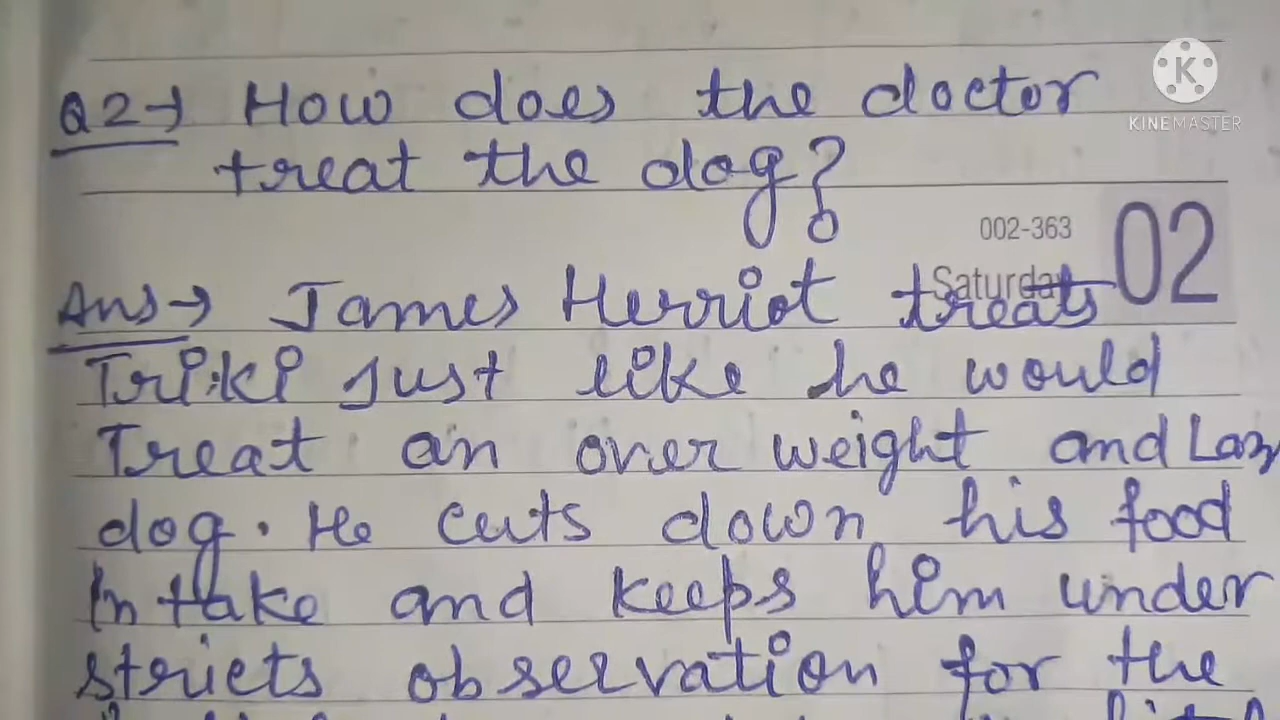 Q2→ How does the doctor
K
KINEMASTER
treat the dog?
002-363
Saturday 02
Ans→ James Herriot treats
Triki Just like he would
Treat an over weight and Lazy
dog. He cuts down his food
In take and keeps him under
stricts observation for the